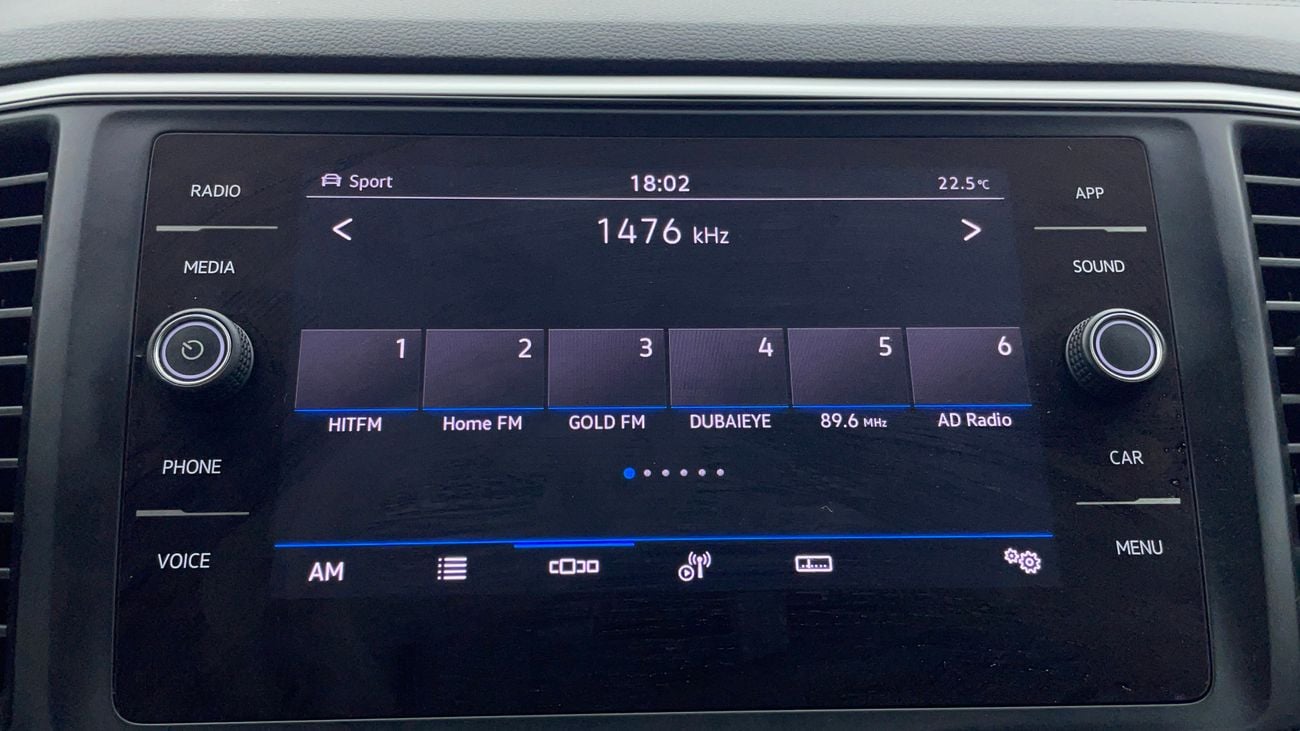 RADIO
MEDIA
PHONE
VOICE
Sport 18:02 22.5°C
< 1476 kHz >
1 2 3 4 5 6
HITFM Home FM GOLD FM DUBAIEYE 89.6 MHz AD Radio
AM
APP
SOUND
CAR
MENU